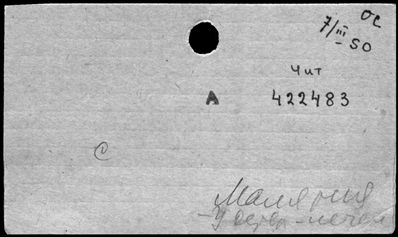 ОС
7/III
-50
Чит
А 422483
С
Малярия